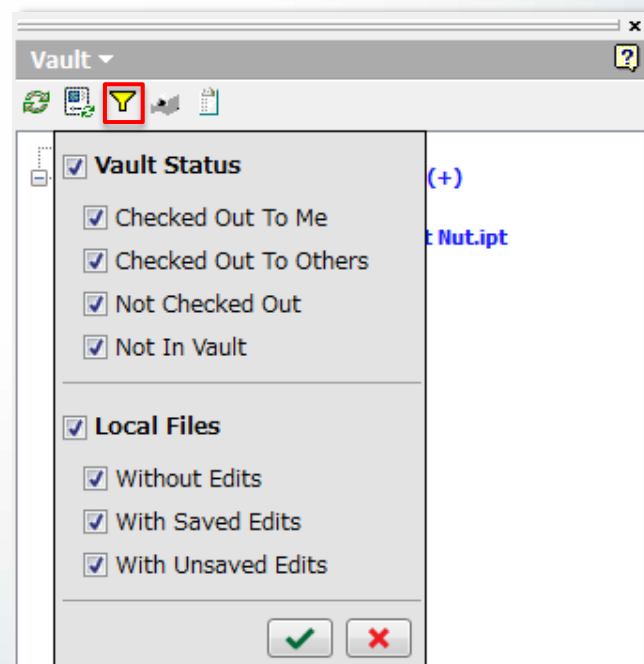 Vault
Vault Status
(+)
Checked Out To Me
t Nut.ipt
Checked Out To Others
Not Checked Out
Not In Vault
Local Files
Without Edits
With Saved Edits
With Unsaved Edits